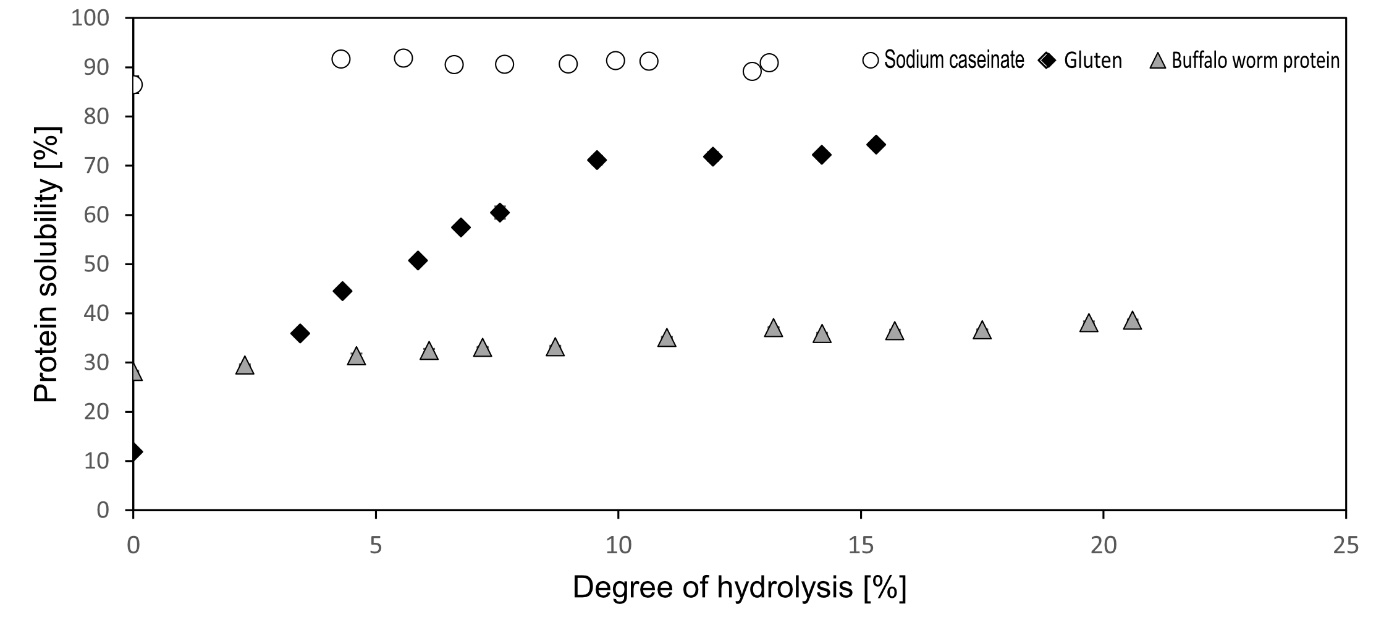 100
90
80
70
60
50
40
30
20
10
0
Protein solubility [%]
Sodium caseinate Gluten Buffalo worm protein
0 5 10 15 20 25
Degree of hydrolysis [%]